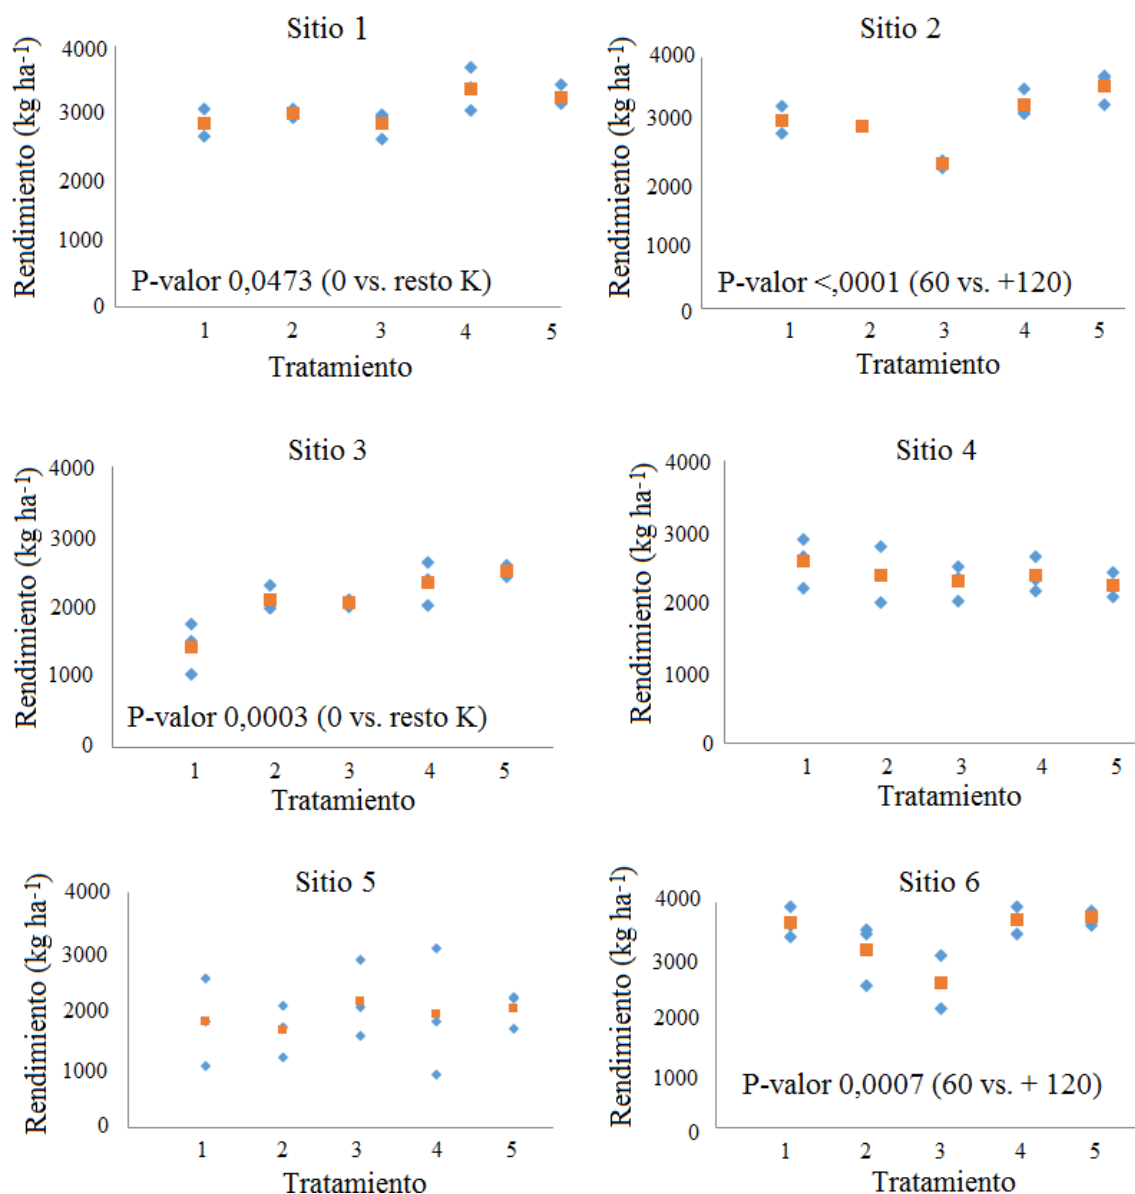 Sitio 1
Rendimiento (kg ha-1)
4000
3000
2000
1000
0
P-valor 0,0473 (0 vs. resto K)
1 2 3 4 5
Tratamiento
Sitio 2
Rendimiento (kg ha-1)
4000
3000
2000
1000
0
P-valor <,0001 (60 vs. +120)
1 2 3 4 5
Tratamiento
Sitio 3
Rendimiento (kg ha-1)
4000
3000
2000
1000
0
P-valor 0,0003 (0 vs. resto K)
1 2 3 4 5
Tratamiento
Sitio 4
Rendimiento (kg ha-1)
4000
3000
2000
1000
0
1 2 3 4 5
Tratamiento
Sitio 5
Rendimiento (kg ha-1)
4000
3000
2000
1000
0
1 2 3 4 5
Tratamiento
Sitio 6
Rendimiento (kg ha-1)
4000
3000
2000
1000
0
P-valor 0,0007 (60 vs. + 120)
1 2 3 4 5
Tratamiento